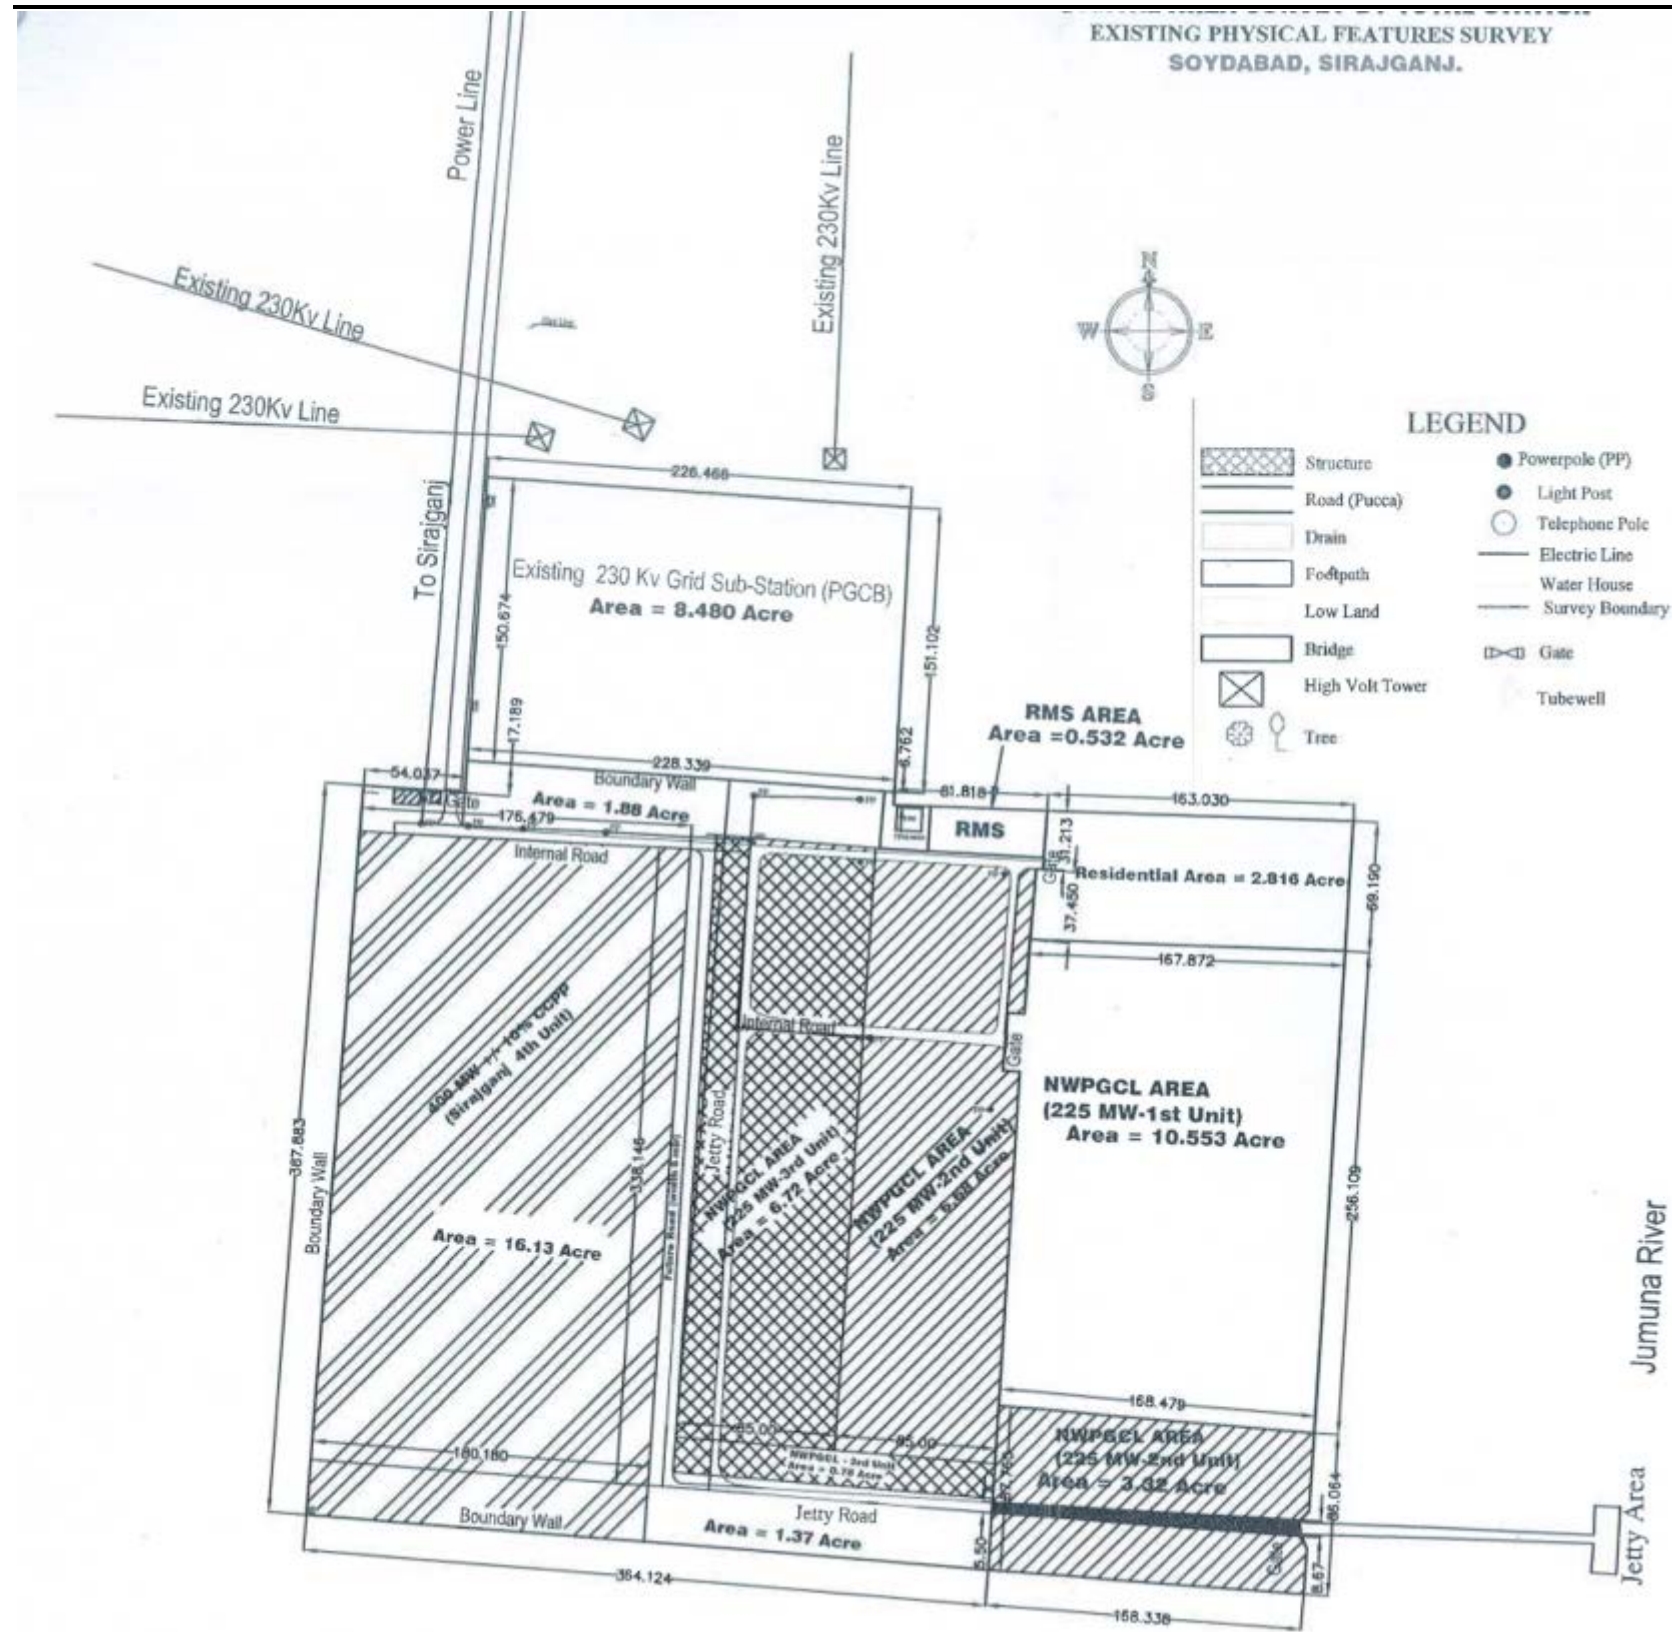 EXISTING PHYSICAL FEATURES SURVEY
SOYDABAD, SIRAJGANJ.
Power Line
Existing 230Kv Line
Existing 230Kv Line
Existing 230Kv Line
To Sirajganj
N
W
E
S
LEGEND
Structure
Road (Pucca)
Drain
Footpath
Low Land
Bridge
High Volt Tower
Tree
Powerpole (PP)
Light Post
Telephone Pole
Electric Line
Water House
Survey Boundary
Gate
Tubewell
226.466
Existing 230 Kv Grid Sub-Station (PGCB)
Area = 8.480 Acre
150.674
151.102
17.189
6.762
228.339
Boundary Wall
RMS AREA
Area =0.532 Acre
54.037
Gate
Area = 1.88 Acre
176.479
Internal Road
81.818
RMS
163.030
31.213
Gate
37.450
Residential Area = 2.816 Acre
69.190
167.872
400 MW +/- 10% CCPP
(Sirajganj 4th Unit)
Area = 16.13 Acre
367.883
Boundary Wall
338.146
Jetty Road
Internal Road
Gate
NWPGCL AREA
(225 MW-3rd Unit)
Area = 6.72 Acre
NWPGCL AREA
(225 MW-2nd Unit)
NWPGCL AREA
(225 MW-1st Unit)
Area = 10.553 Acre
256.109
Jumuna River
168.479
NWPGCL AREA
(225 MW-2nd Unit)
Area = 3.32 Acre
85.00
85.00
180.180
Boundary Wall
Jetty Road
Area = 1.37 Acre
5.50
Gate
8.67
66.064
Jetty Area
364.124
158.338